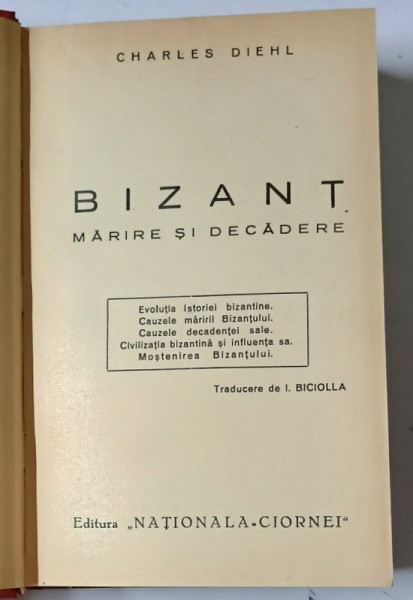 CHARLES DIEHL
BIZANȚ
MĂRIRE ȘI DECĂDERE
Evoluția istoriei bizantine.
Cauzele măririi Bizanțului.
Cauzele decadenței sale.
Civilizația bizantină și influența sa.
Moștenirea Bizanțului.
Traducere de I. BICIOLLA
Editura „NAȚIONALA-CIORNEI“